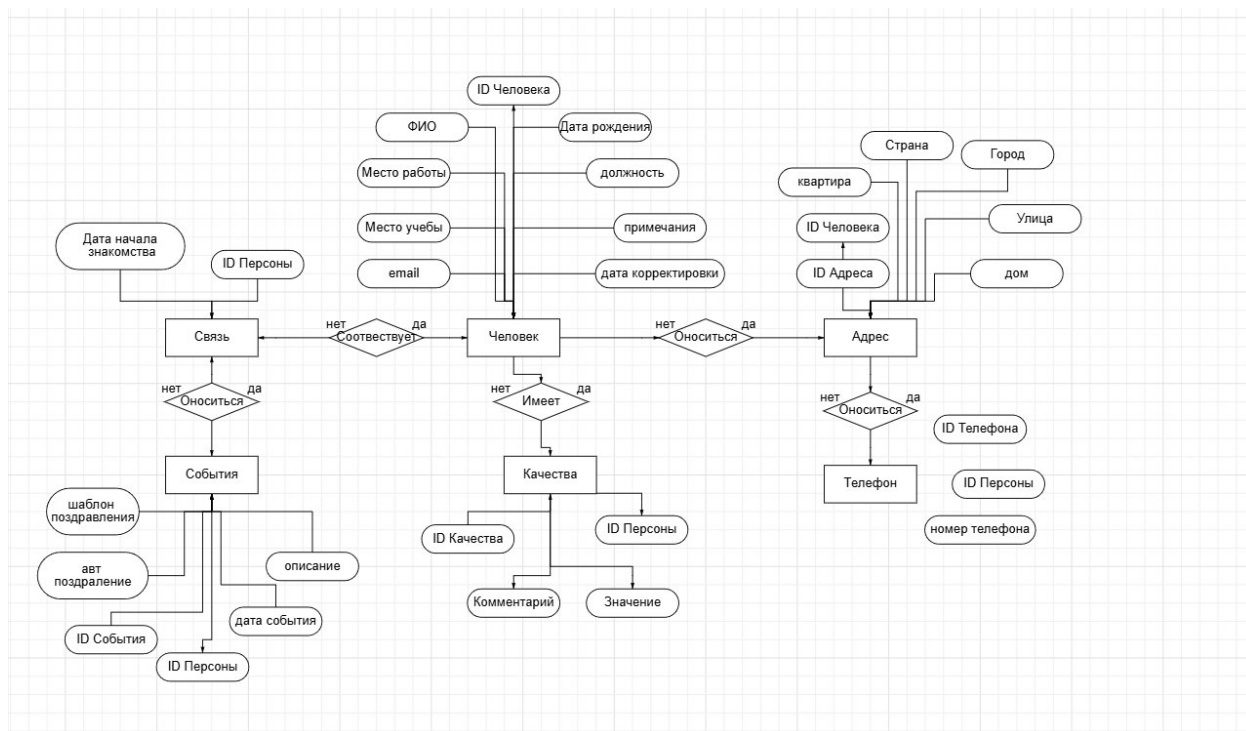 ID Человека
ФИО
Дата рождения
Место работы
должность
Место учебы
примечания
email
дата корректировки
Страна
Город
квартира
ID Человека
Улица
ID Адреса
дом
Дата начала
знакомства
ID Персоны
Связь
нет
да
Соотвествует
Человек
нет
да
Оноситься
Адрес
нет
да
Оноситься
нет
да
Имеет
нет
да
Оноситься
ID Телефона
События
Качества
Телефон
ID Персоны
номер телефона
шаблон
поздравления
ID Качества
ID Персоны
описание
авт
поздраление
Комментарий
Значение
дата события
ID События
ID Персоны